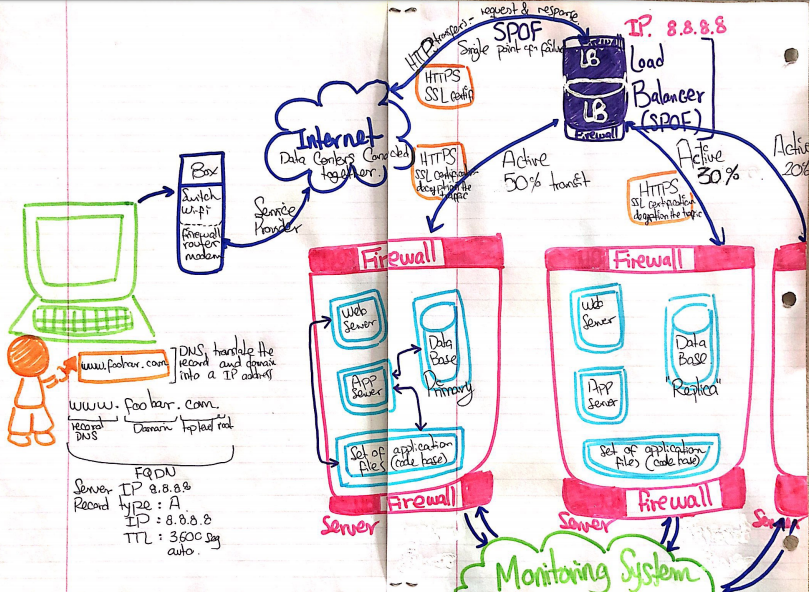 HTTP transfers - request & response
SPOF
Single point of failure
HTTPS
SSL certific
IP. 8.8.8.8
Firewall
LB
LB
Firewall
Load
Balancer
(SPOF)
Internet
Data Centers Conected
together.
HTTPS
SSL certification
decryption the traffic
Active
50% transit
Active
30%
Active
20%
HTTPS
SSL certification
decryption the traffic
Box
Switch
Wi-fi
firewall
router
modem
Service
Provider
Firewall
Web
Server
Data
Base
Primary
App
Server
Set of application
files (code base)
Firewall
Server
Firewall
Web
Server
Data
Base
"Replica"
App
Server
Set of application
files (code base)
Firewall
Server
Se
www.foobar.com
DNS, translate the
record and domain
into a IP address
www.foobar.com.
record
DNS
Domain
top level
root
FQDN
Server IP 8.8.8.8
Record type : A
IP : 8.8.8.8
TTL : 3600 seg
auto.
Monitoring System